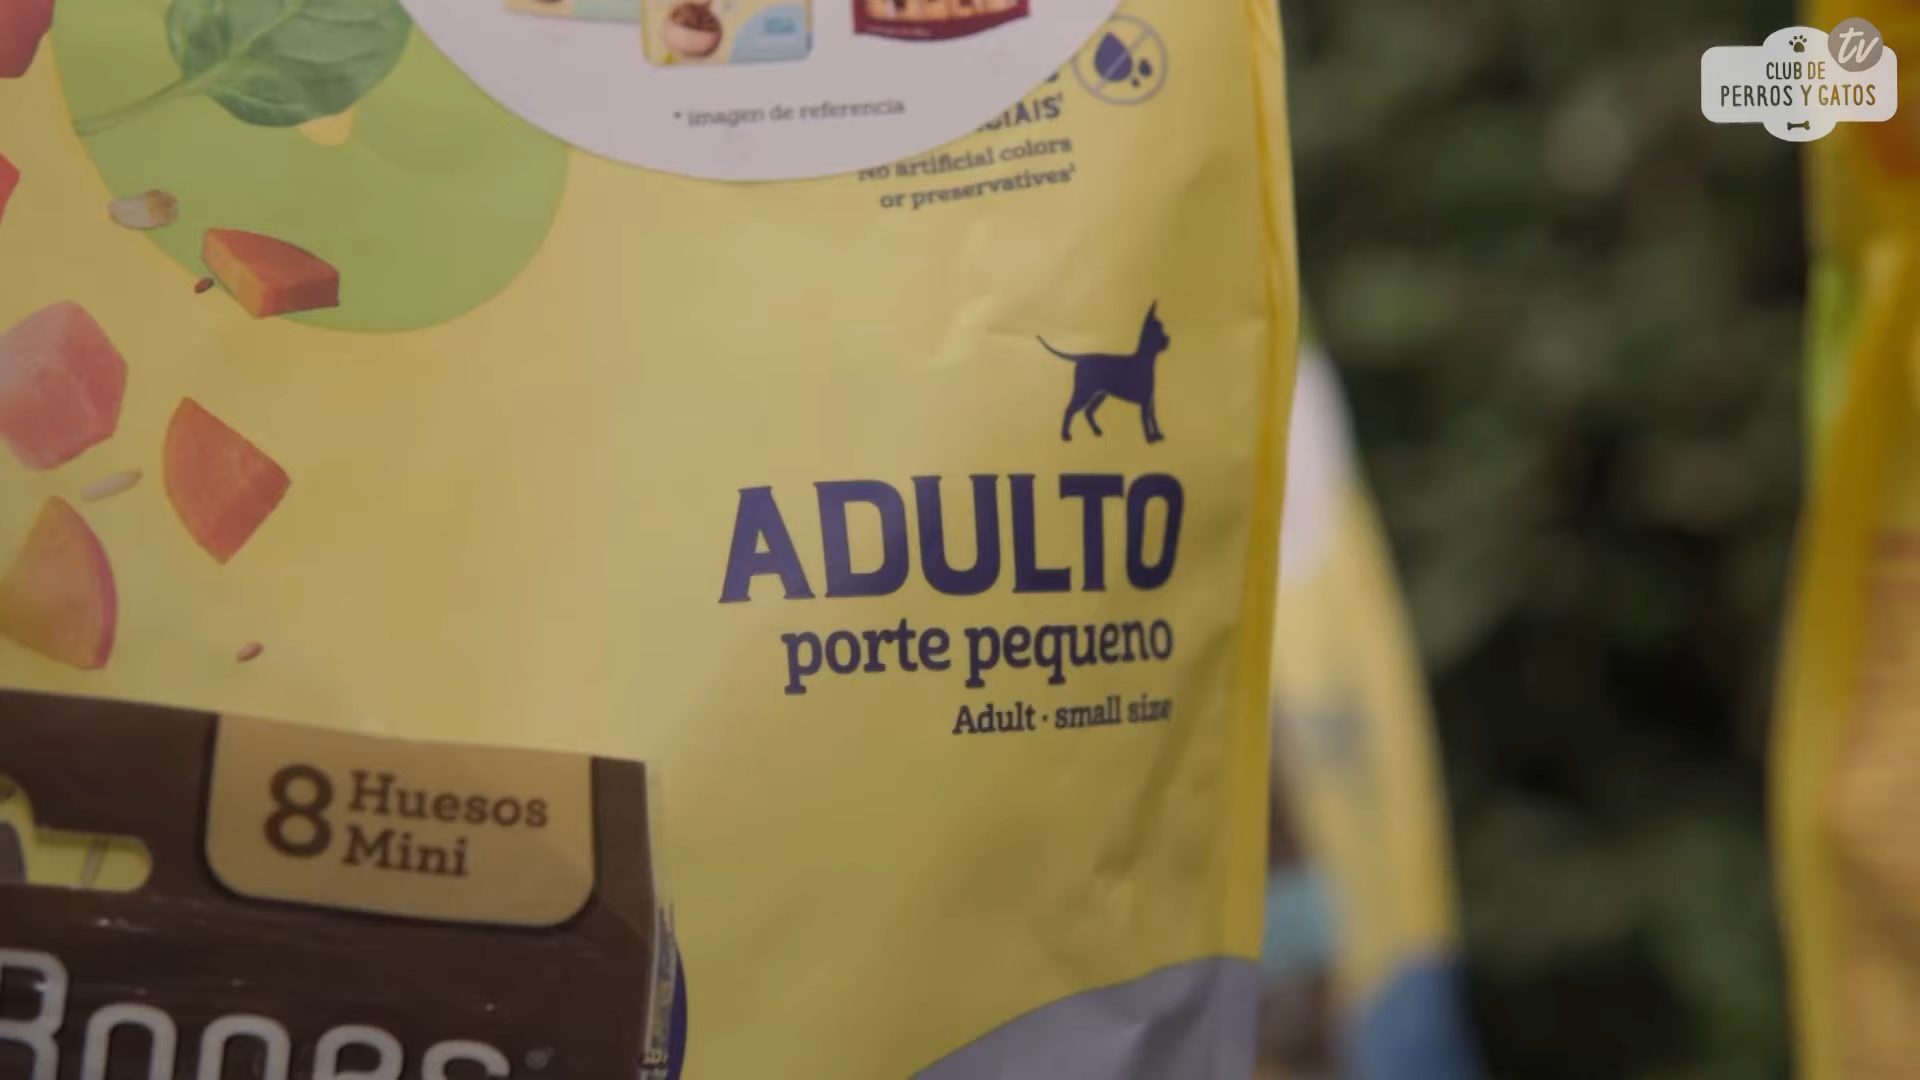 tv
CLUB DE
PERROS Y GATOS
* imagen de referencia
No artificial colors
or preservatives¹
ADULTO
porte pequeno
Adult · small size
8 Huesos
Mini